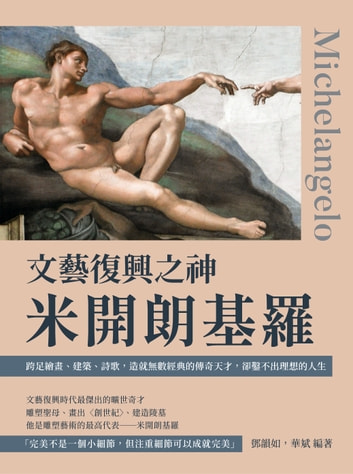 Michelangelo
文藝復興之神
米開朗基羅
跨足繪畫、建築、詩歌，造就無數經典的傳奇天才，卻鑿不出理想的人生
文藝復興時代最傑出的曠世奇才
雕塑聖母、畫出〈創世紀〉、建造陵墓
他是雕塑藝術的最高代表——米開朗基羅
「完美不是一個小細節，但注重細節可以成就完美」
鄧韻如，華斌 編著